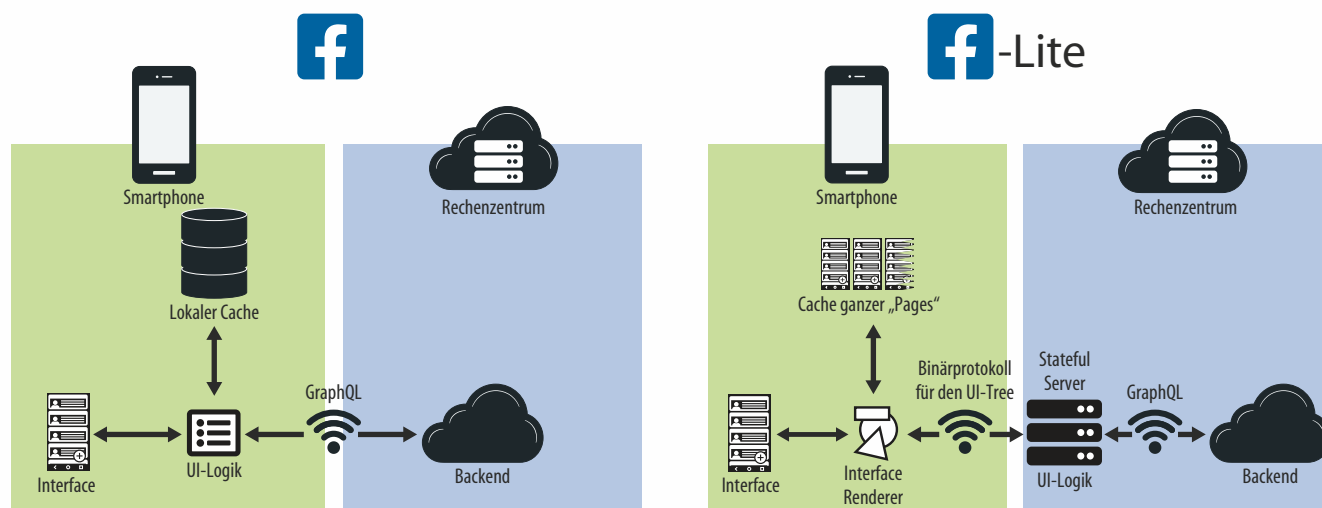 f
Smartphone
Rechenzentrum
Lokaler Cache
GraphQL
Interface
UI-Logik
Backend
f-Lite
Smartphone
Rechenzentrum
Cache ganzer „Pages“
Binärprotokoll
für den UI-Tree
Stateful
Server
GraphQL
Interface
Interface
Renderer
UI-Logik
Backend